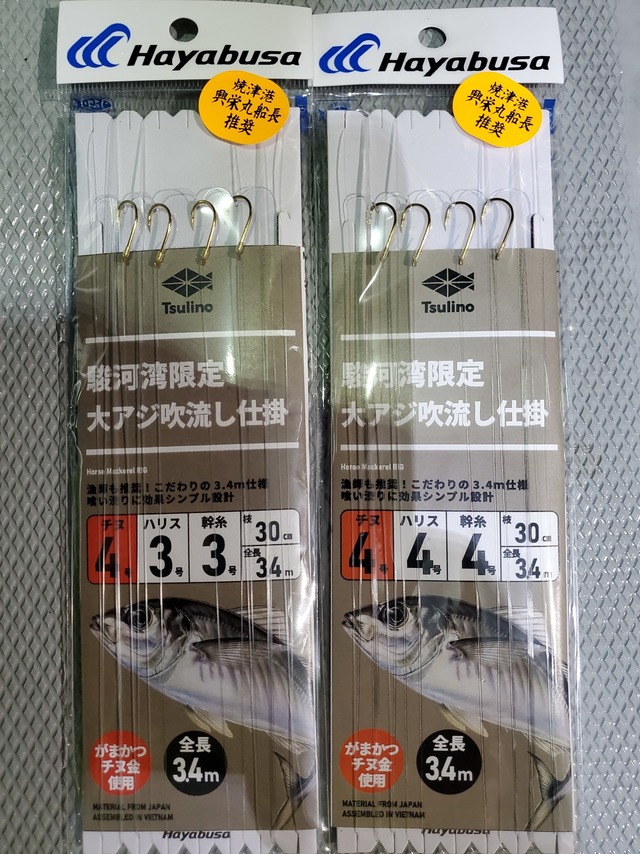 Hayabusa
焼津港
興栄丸船長
推奨
Tsulino
駿河湾限定
大アジ吹流し仕掛
Horse Mackerel RIG
漁師も推奨！こだわりの3.4m仕様
喰い渋りに効果シンプル設計
チヌ ハリス 幹糸 枝 30cm
4号 3号 3号 全長 3.4m
がまかつ
チヌ金
使用
全長
3.4m
MATERIAL FROM JAPAN
ASSEMBLED IN VIETNAM
Hayabusa
Hayabusa
焼津港
興栄丸船長
推奨
Tsulino
駿河湾限定
大アジ吹流し仕掛
Horse Mackerel RIG
漁師も推奨！こだわりの3.4m仕様
喰い渋りに効果シンプル設計
チヌ ハリス 幹糸 枝 30cm
4号 4号 4号 全長 3.4m
がまかつ
チヌ金
使用
全長
3.4m
MATERIAL FROM JAPAN
ASSEMBLED IN VIETNAM
Hayabusa